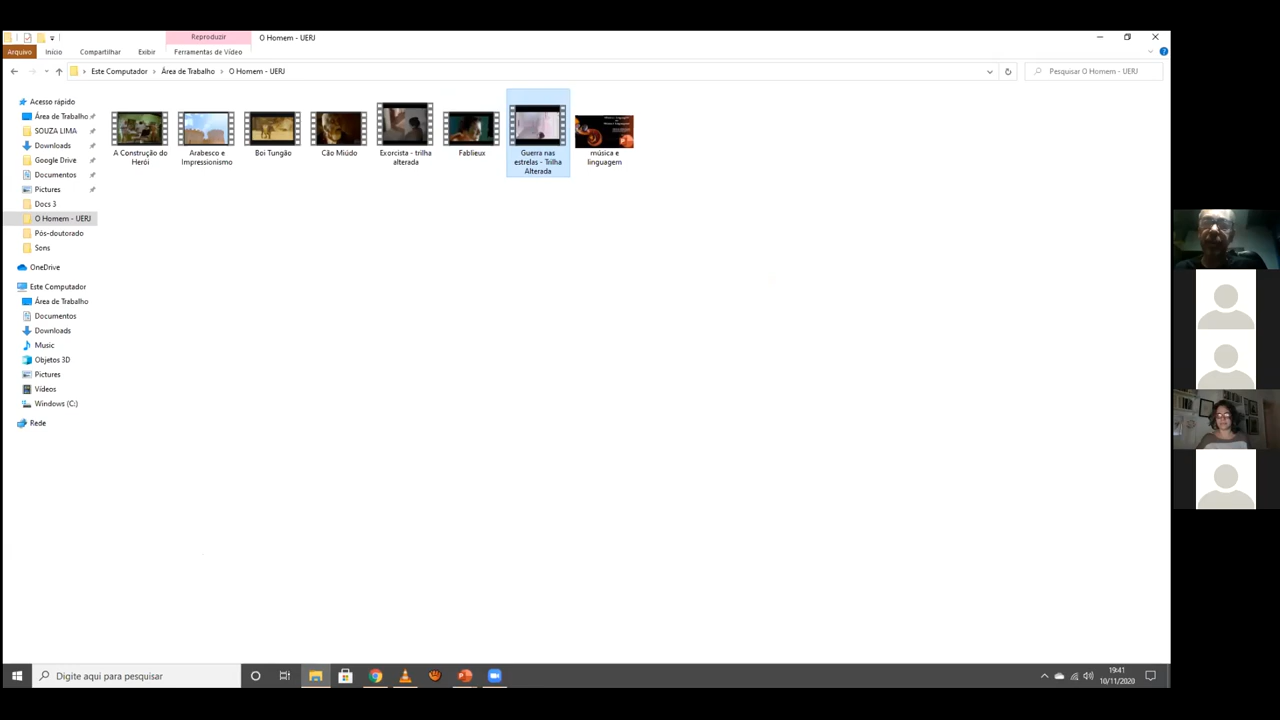 Reproduzir
O Homem - UERJ
Arquivo
Início
Compartilhar
Exibir
Ferramentas de Vídeo
Este Computador
Área de Trabalho
O Homem - UERJ
Pesquisar O Homem - UERJ
Acesso rápido
Área de Trabalho
SOUZA LIMA
Downloads
Google Drive
Documentos
Pictures
Docs 3
O Homem - UERJ
Pós-doutorado
Sons
OneDrive
Este Computador
Área de Trabalho
Documentos
Downloads
Music
Objetos 3D
Pictures
Vídeos
Windows (C:)
Rede
A Construção do
Herói
Arabesco e
Impressionismo
Boi Tungão
Cão Miúdo
Exorcista - trilha
alterada
Fablieux
Guerra nas
estrelas - Trilha
Alterada
música e
linguagem
Digite aqui para pesquisar
19:41
10/11/2020